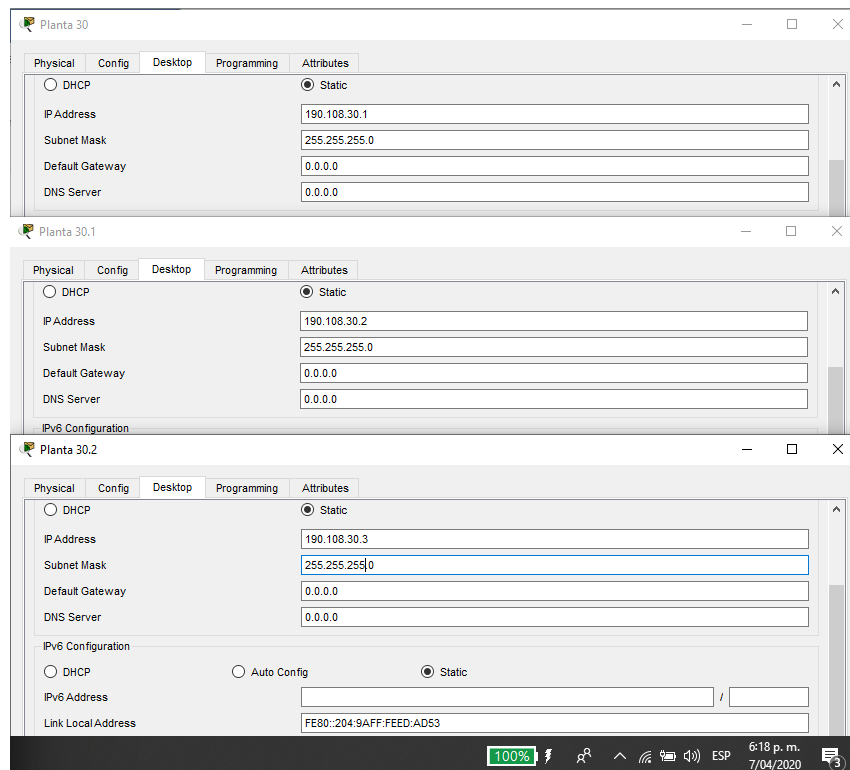 Planta 30
Physical Config Desktop Programming Attributes
DHCP Static
IP Address 190.108.30.1
Subnet Mask 255.255.255.0
Default Gateway 0.0.0.0
DNS Server 0.0.0.0
Planta 30.1
Physical Config Desktop Programming Attributes
DHCP Static
IP Address 190.108.30.2
Subnet Mask 255.255.255.0
Default Gateway 0.0.0.0
DNS Server 0.0.0.0
IPv6 Configuration
Planta 30.2
Physical Config Desktop Programming Attributes
DHCP Static
IP Address 190.108.30.3
Subnet Mask 255.255.255.0
Default Gateway 0.0.0.0
DNS Server 0.0.0.0
IPv6 Configuration
DHCP Auto Config Static
IPv6 Address /
Link Local Address FE80::204:9AFF:FEED:AD53
100% ESP 6:18 p. m.
7/04/2020 3